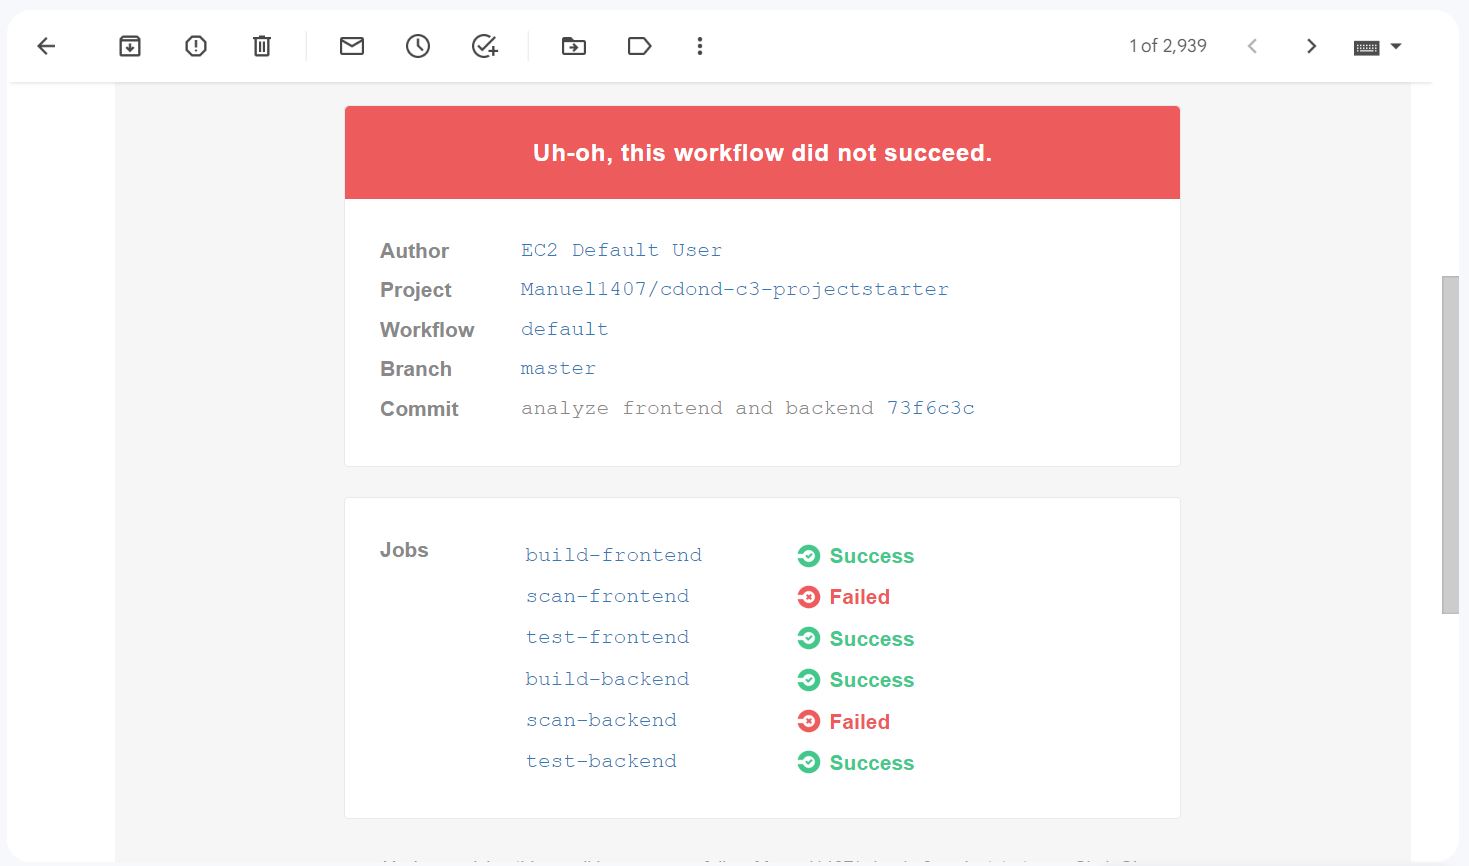 1 of 2,939
Uh-oh, this workflow did not succeed.
Author EC2 Default User
Project Manuel1407/cdond-c3-projectstarter
Workflow default
Branch master
Commit analyze frontend and backend 73f6c3c
Jobs build-frontend Success
scan-frontend Failed
test-frontend Success
build-backend Success
scan-backend Failed
test-backend Success